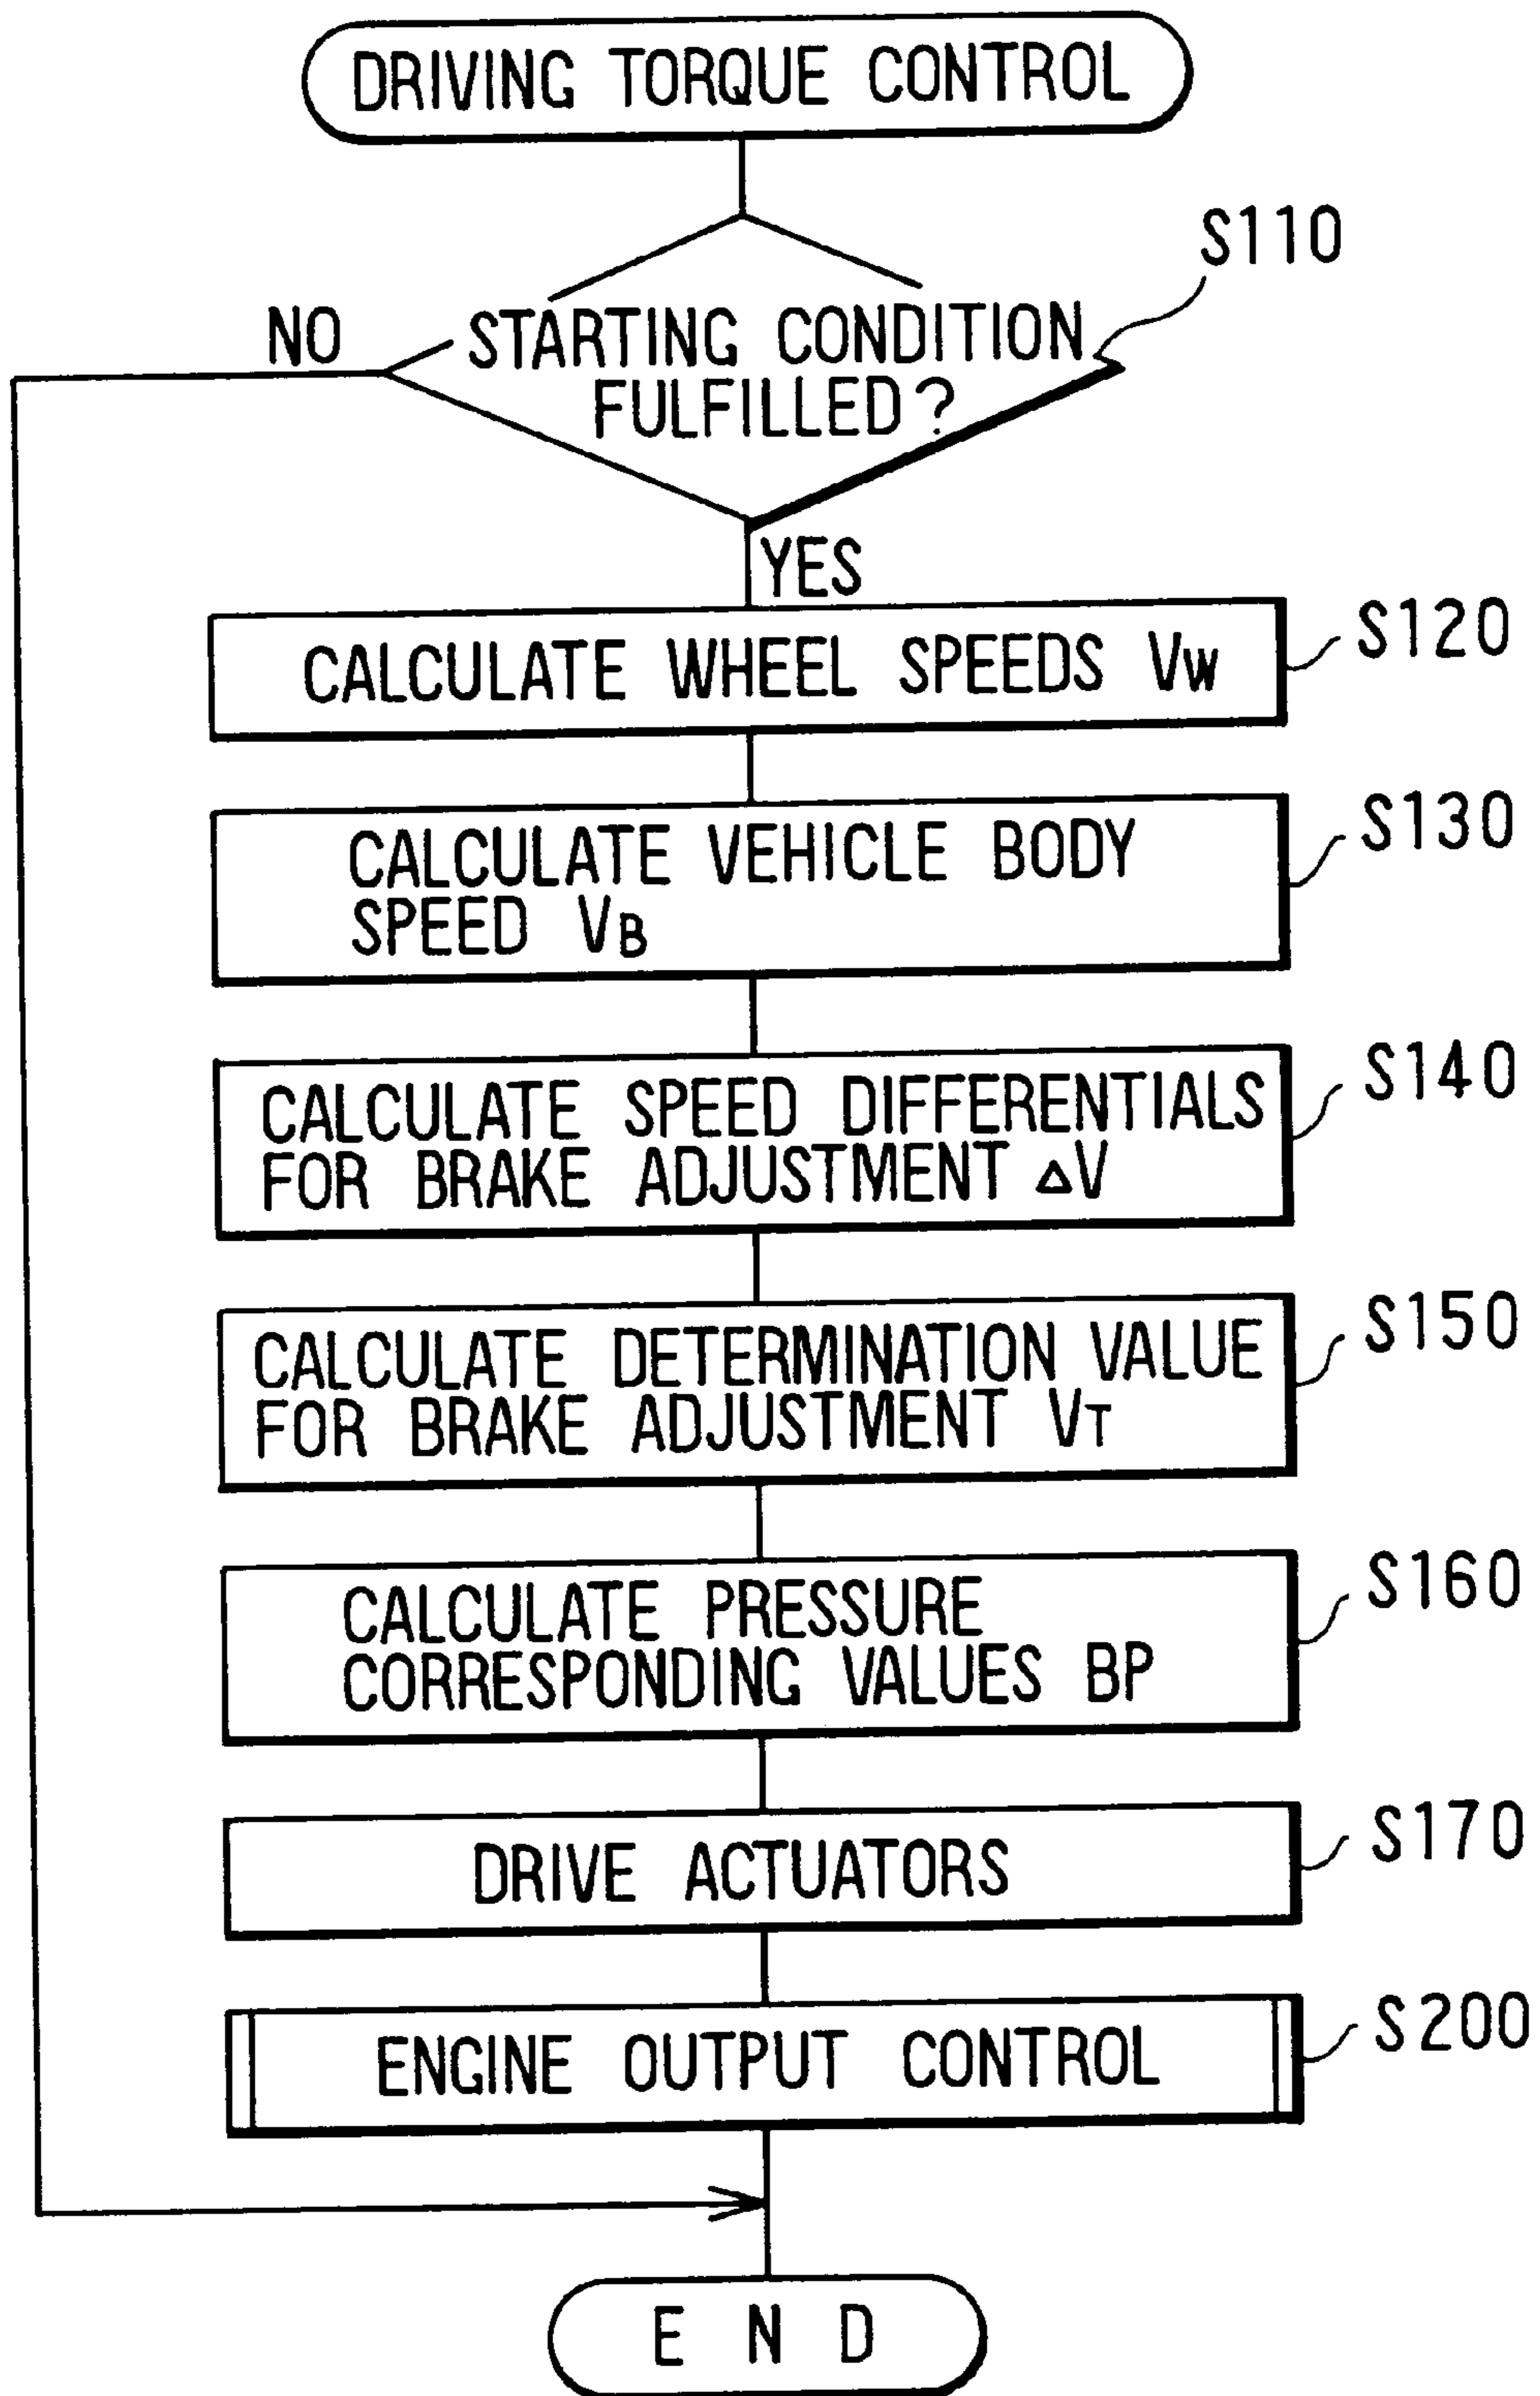 DRIVING TORQUE CONTROL
S110
NO
STARTING CONDITION
FULFILLED?
YES
CALCULATE WHEEL SPEEDS VW
S120
CALCULATE VEHICLE BODY
SPEED VB
S130
CALCULATE SPEED DIFFERENTIALS
FOR BRAKE ADJUSTMENT ΔV
S140
CALCULATE DETERMINATION VALUE
FOR BRAKE ADJUSTMENT VT
S150
CALCULATE PRESSURE
CORRESPONDING VALUES BP
S160
DRIVE ACTUATORS
S170
ENGINE OUTPUT CONTROL
S200
E N D